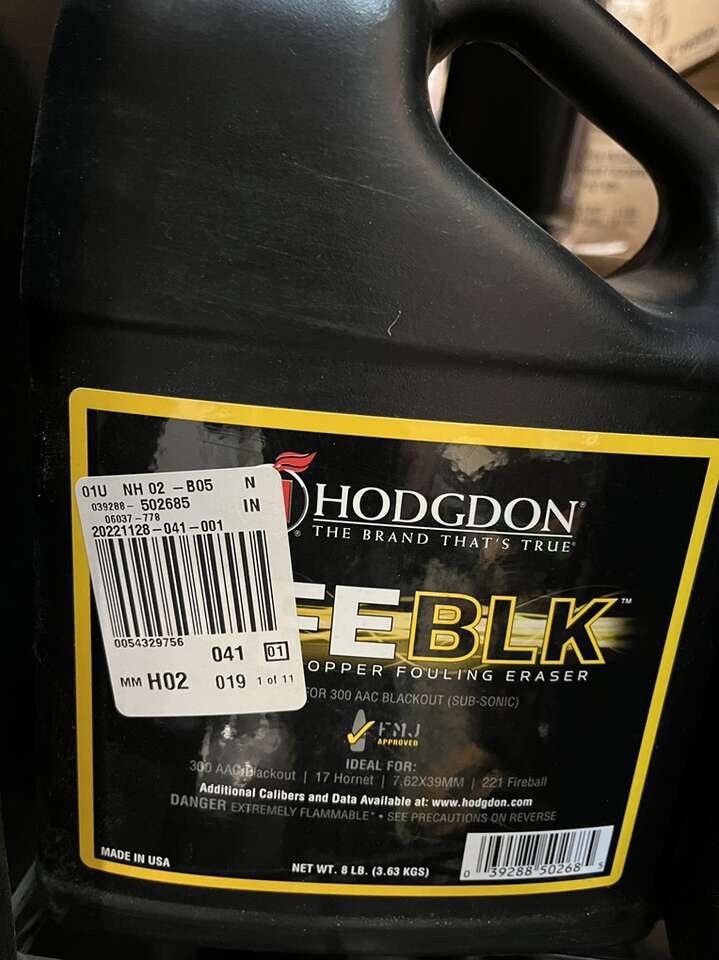 01U NH 02 -B05 N
039288- 502685 IN
06037-778
20221128-041-001
0054329756
041 01
MM H02 019 1 of 11
HODGDON®
THE BRAND THAT'S TRUE®
FEBLK™
OPPER FOULING ERASER
FOR 300 AAC BLACKOUT (SUB-SONIC)
FMJ
APPROVED
IDEAL FOR:
300 AAC Blackout | 17 Hornet | 7.62X39MM | 221 Fireball
Additional Calibers and Data Available at: www.hodgdon.com
DANGER EXTREMELY FLAMMABLE* • SEE PRECAUTIONS ON REVERSE
MADE IN USA
NET WT. 8 LB. (3.63 KGS)
0 39288 50268 5